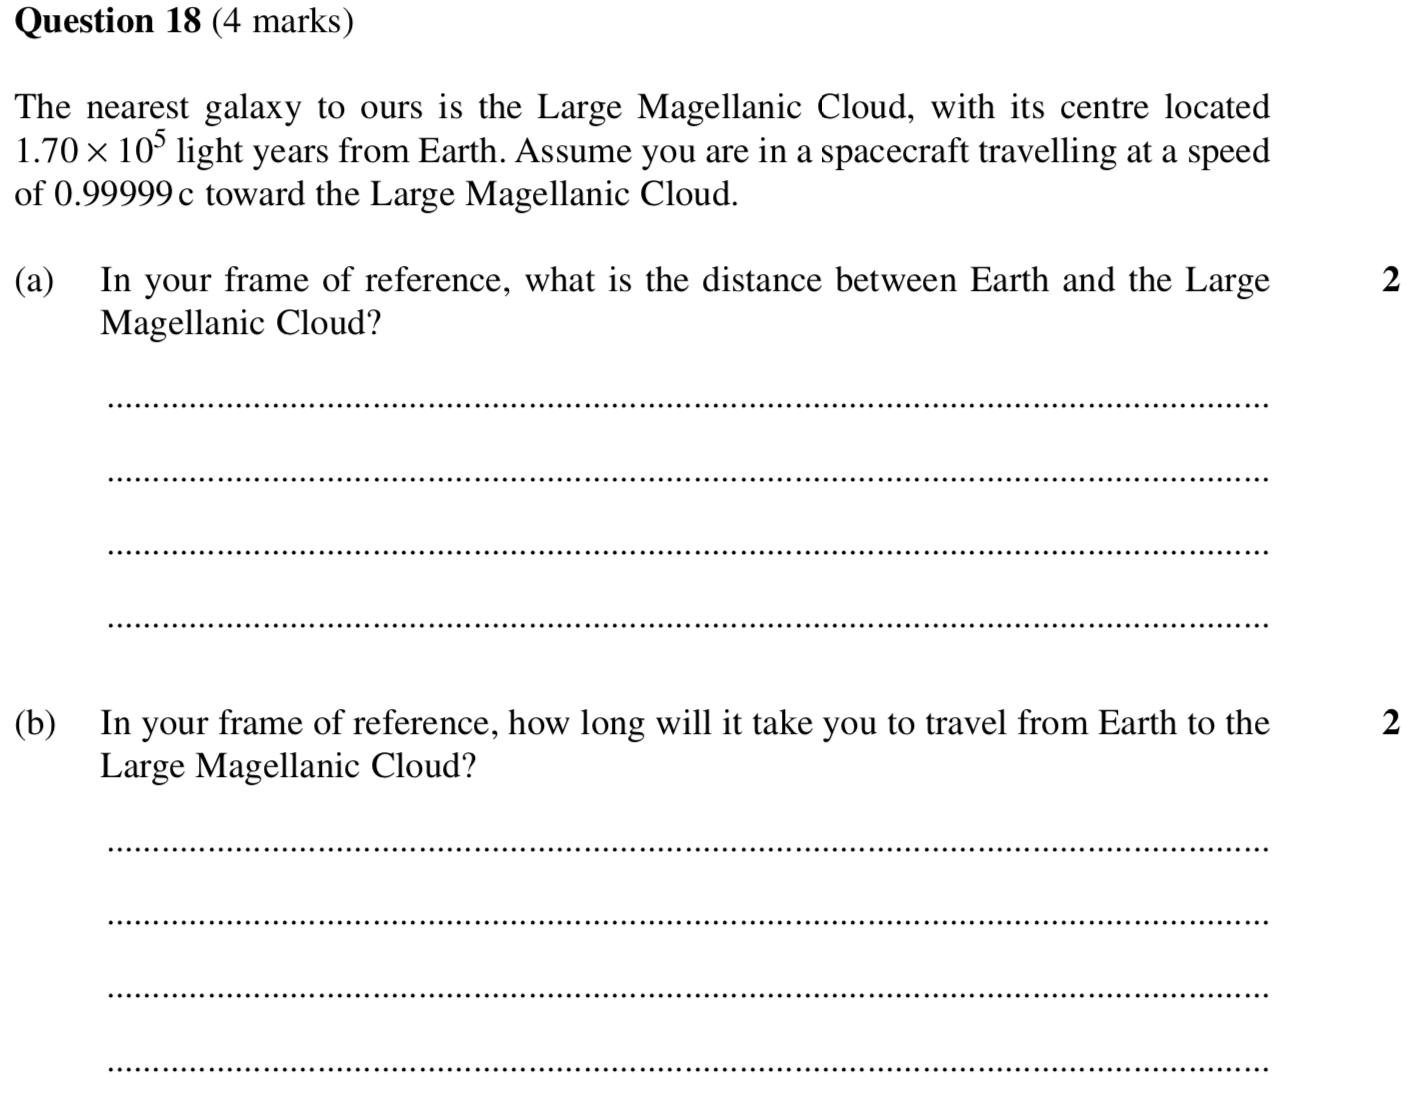 Question 18 (4 marks)
The nearest galaxy to ours is the Large Magellanic Cloud, with its centre located
1.70 × 10⁵ light years from Earth. Assume you are in a spacecraft travelling at a speed
of 0.99999 c toward the Large Magellanic Cloud.
(a) In your frame of reference, what is the distance between Earth and the Large 2
Magellanic Cloud?
(b) In your frame of reference, how long will it take you to travel from Earth to the 2
Large Magellanic Cloud?